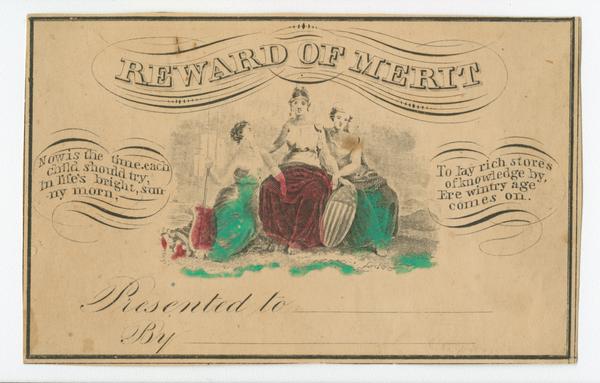 REWARD OF MERIT
Now is the time, each
child should try,
In life's bright, sun
ny morn,
To lay rich stores
of knowledge by,
Ere wintry age
comes on.
Presented to
By